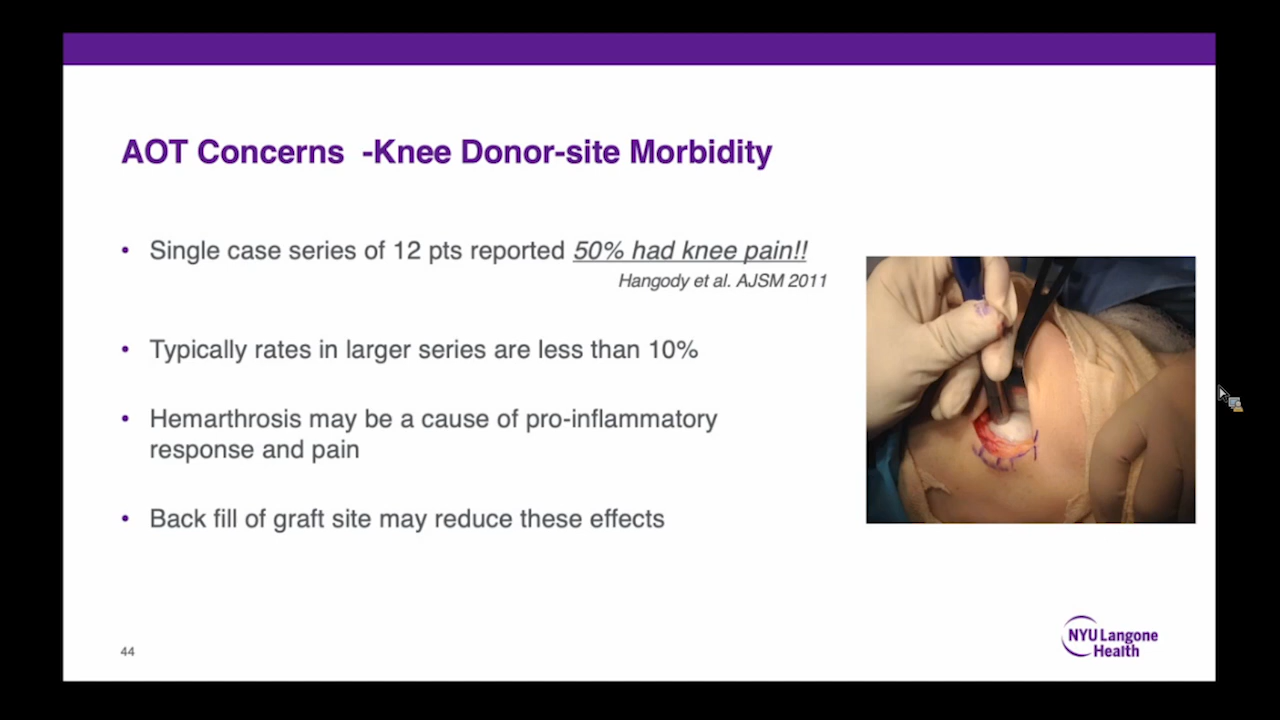 AOT Concerns -Knee Donor-site Morbidity
• Single case series of 12 pts reported 50% had knee pain!!
Hangody et al. AJSM 2011
• Typically rates in larger series are less than 10%
• Hemarthrosis may be a cause of pro-inflammatory
response and pain
• Back fill of graft site may reduce these effects
44
NYU Langone
Health